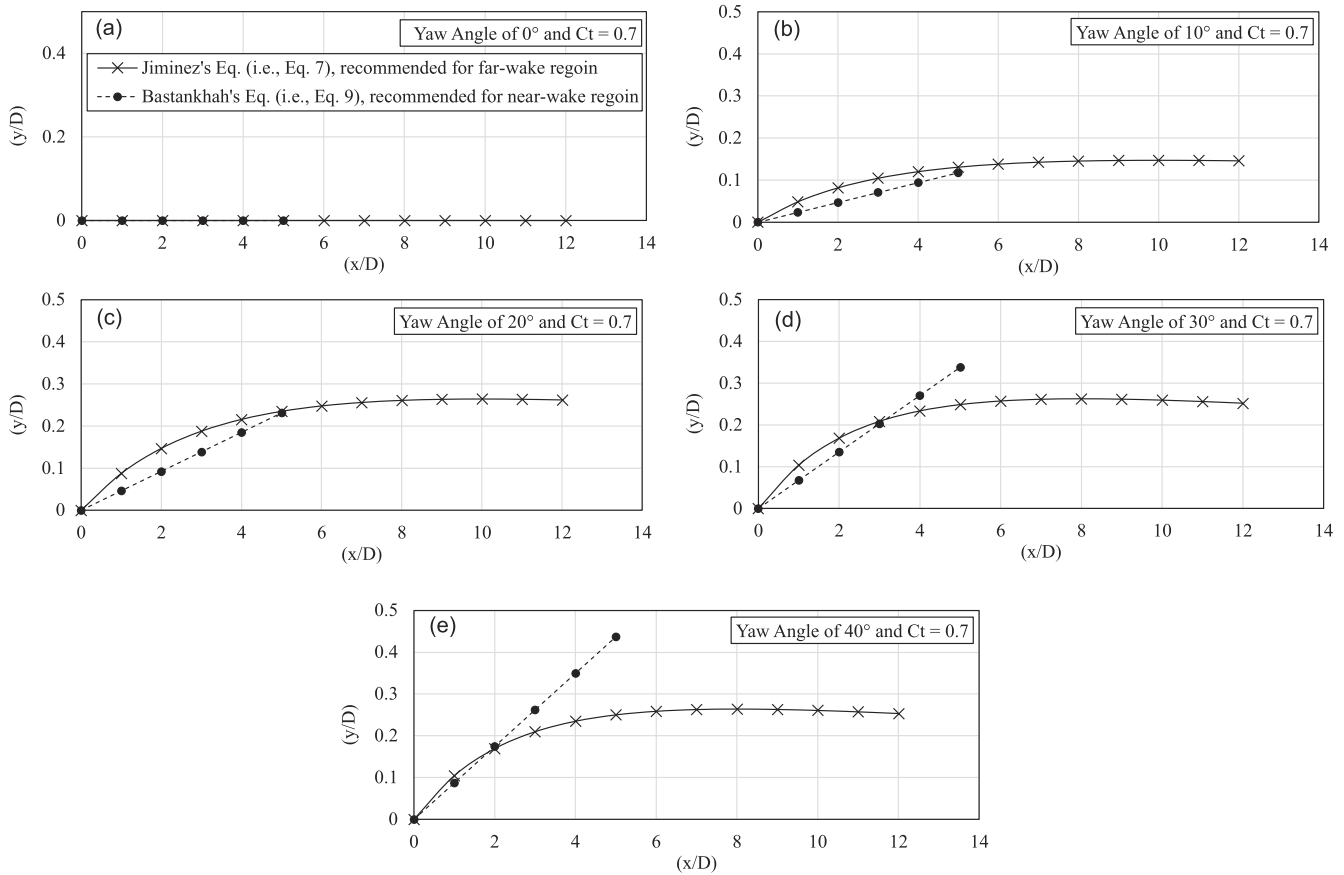 (a)
Yaw Angle of 0° and Ct = 0.7
Jiminez's Eq. (i.e., Eq. 7), recommended for far-wake regoin
Bastankhah's Eq. (i.e., Eq. 9), recommended for near-wake regoin
(y/D)
0.4
0.2
0
0 2 4 6 8 10 12 14
(x/D)
(b)
Yaw Angle of 10° and Ct = 0.7
(y/D)
0.5
0.4
0.3
0.2
0.1
0
0 2 4 6 8 10 12 14
(x/D)
(c)
Yaw Angle of 20° and Ct = 0.7
(y/D)
0.5
0.4
0.3
0.2
0.1
0
0 2 4 6 8 10 12 14
(x/D)
(d)
Yaw Angle of 30° and Ct = 0.7
(y/D)
0.5
0.4
0.3
0.2
0.1
0
0 2 4 6 8 10 12 14
(x/D)
(e)
Yaw Angle of 40° and Ct = 0.7
(y/D)
0.5
0.4
0.3
0.2
0.1
0
0 2 4 6 8 10 12 14
(x/D)